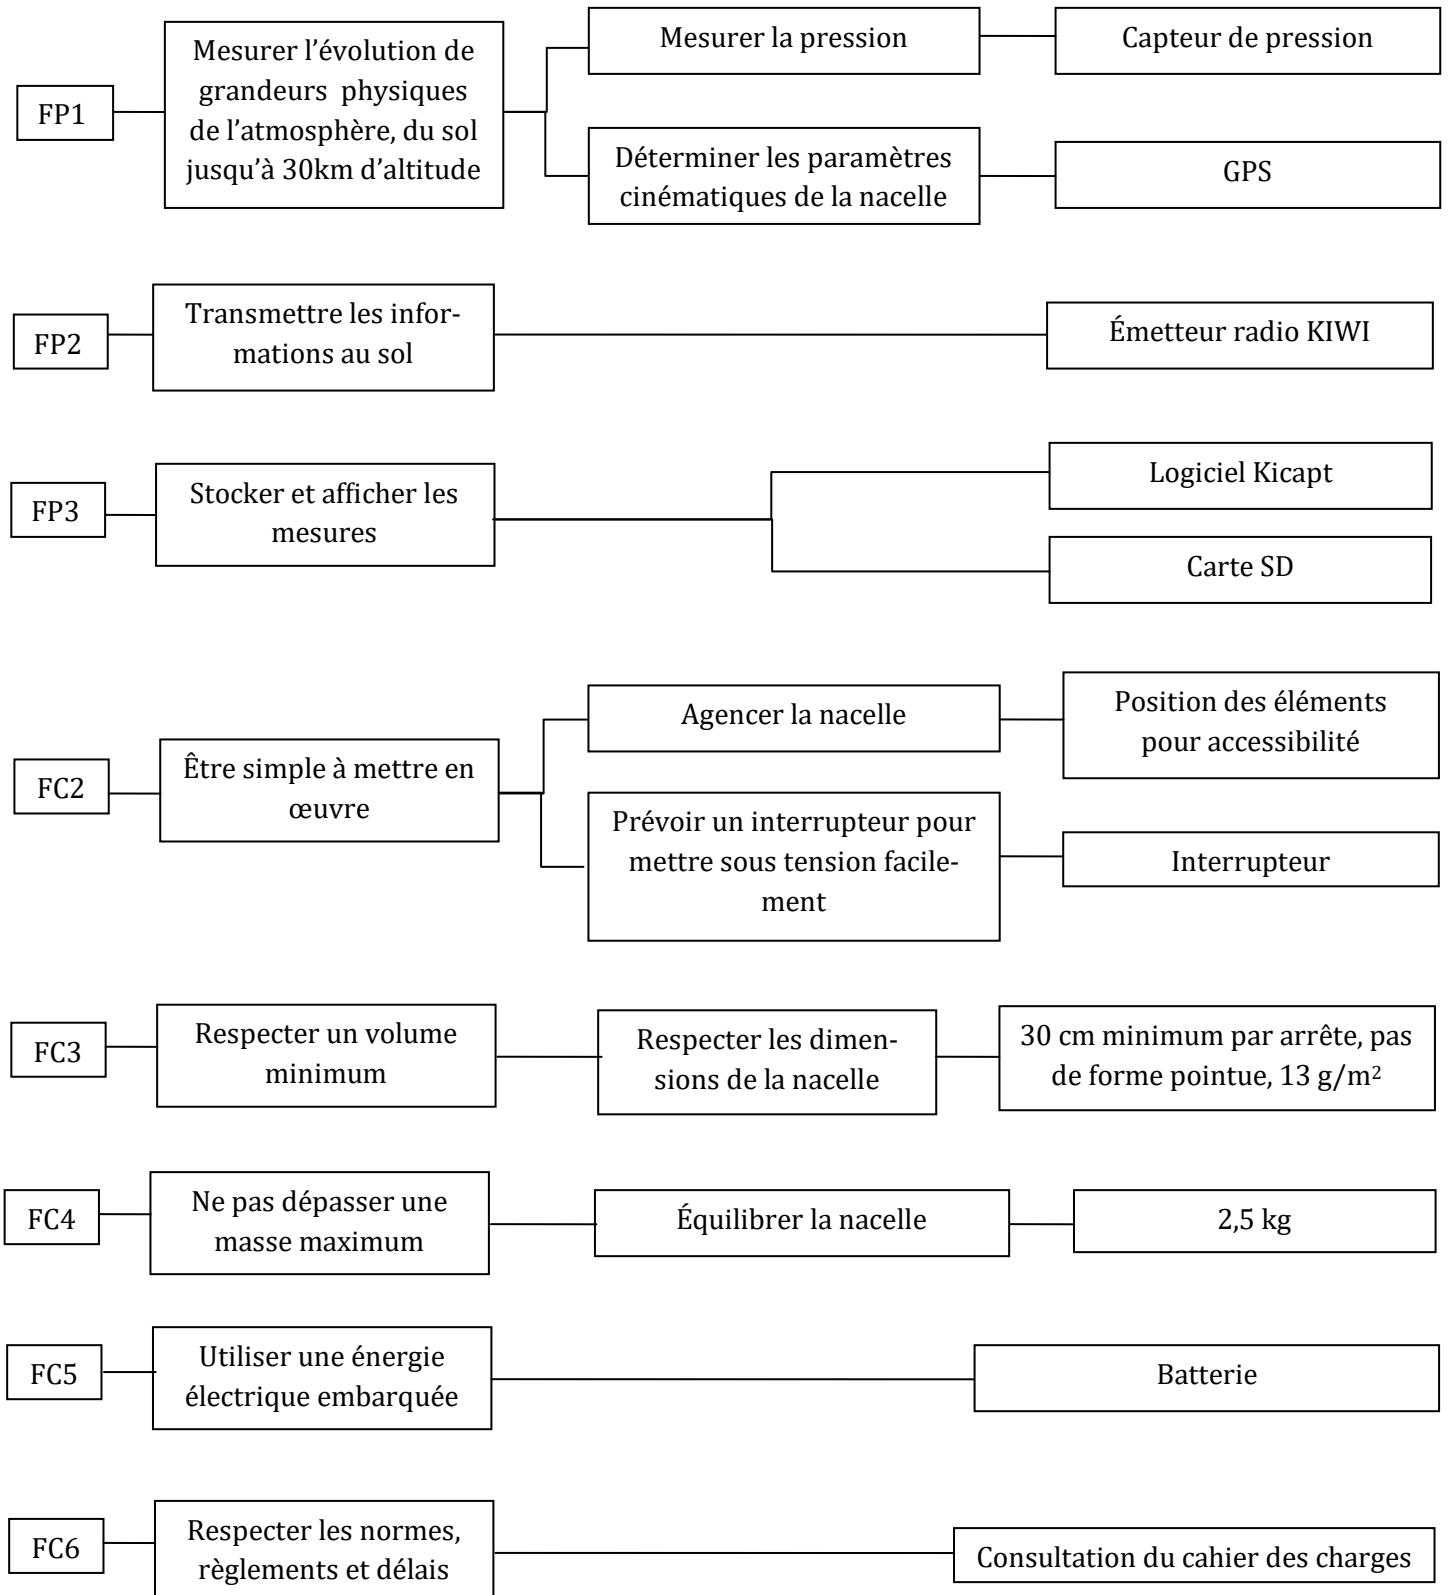 FP1
Mesurer l’évolution de
grandeurs physiques
de l’atmosphère, du sol
jusqu’à 30km d’altitude
Mesurer la pression
Capteur de pression
Déterminer les paramètres
cinématiques de la nacelle
GPS
FP2
Transmettre les infor-
mations au sol
Émetteur radio KIWI
FP3
Stocker et afficher les
mesures
Logiciel Kicapt
Carte SD
FC2
Être simple à mettre en
œuvre
Agencer la nacelle
Position des éléments
pour accessibilité
Prévoir un interrupteur pour
mettre sous tension facile-
ment
Interrupteur
FC3
Respecter un volume
minimum
Respecter les dimen-
sions de la nacelle
30 cm minimum par arrête, pas
de forme pointue, 13 g/m²
FC4
Ne pas dépasser une
masse maximum
Équilibrer la nacelle
2,5 kg
FC5
Utiliser une énergie
électrique embarquée
Batterie
FC6
Respecter les normes,
règlements et délais
Consultation du cahier des charges